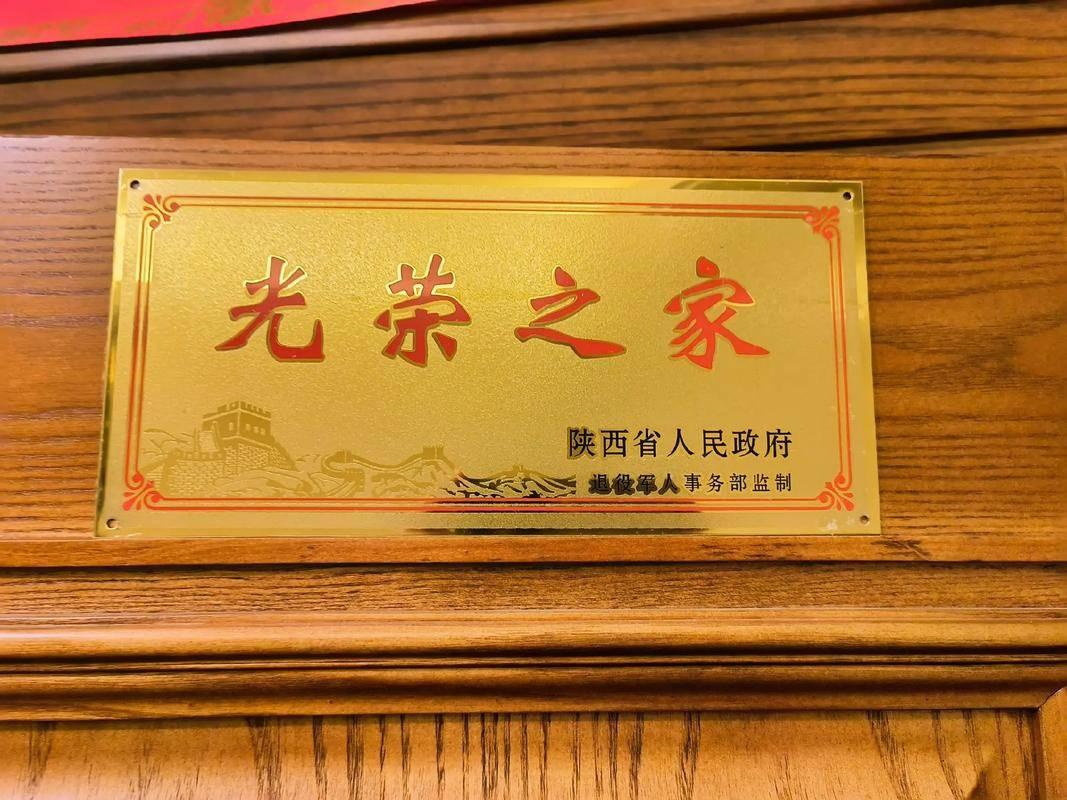 光荣之家
陕西省人民政府
退役军人事务部监制